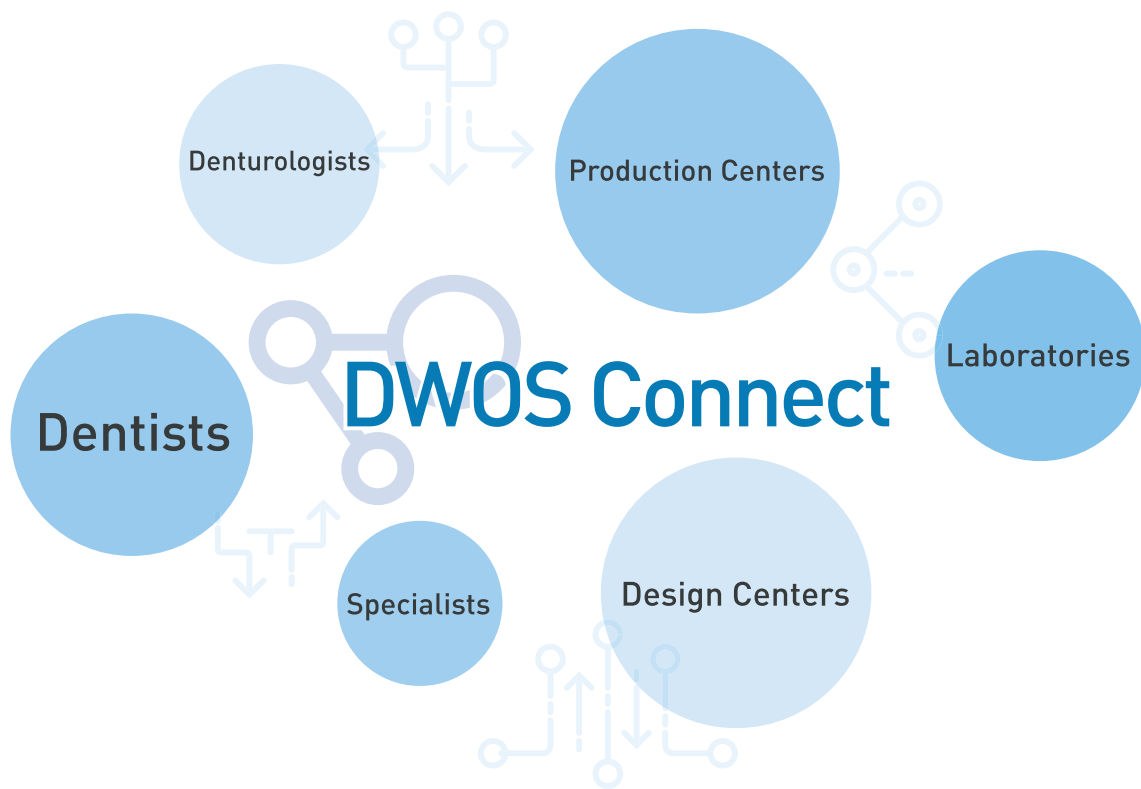 Denturologists
Production Centers
Laboratories
DWOS Connect
Dentists
Design Centers
Specialists